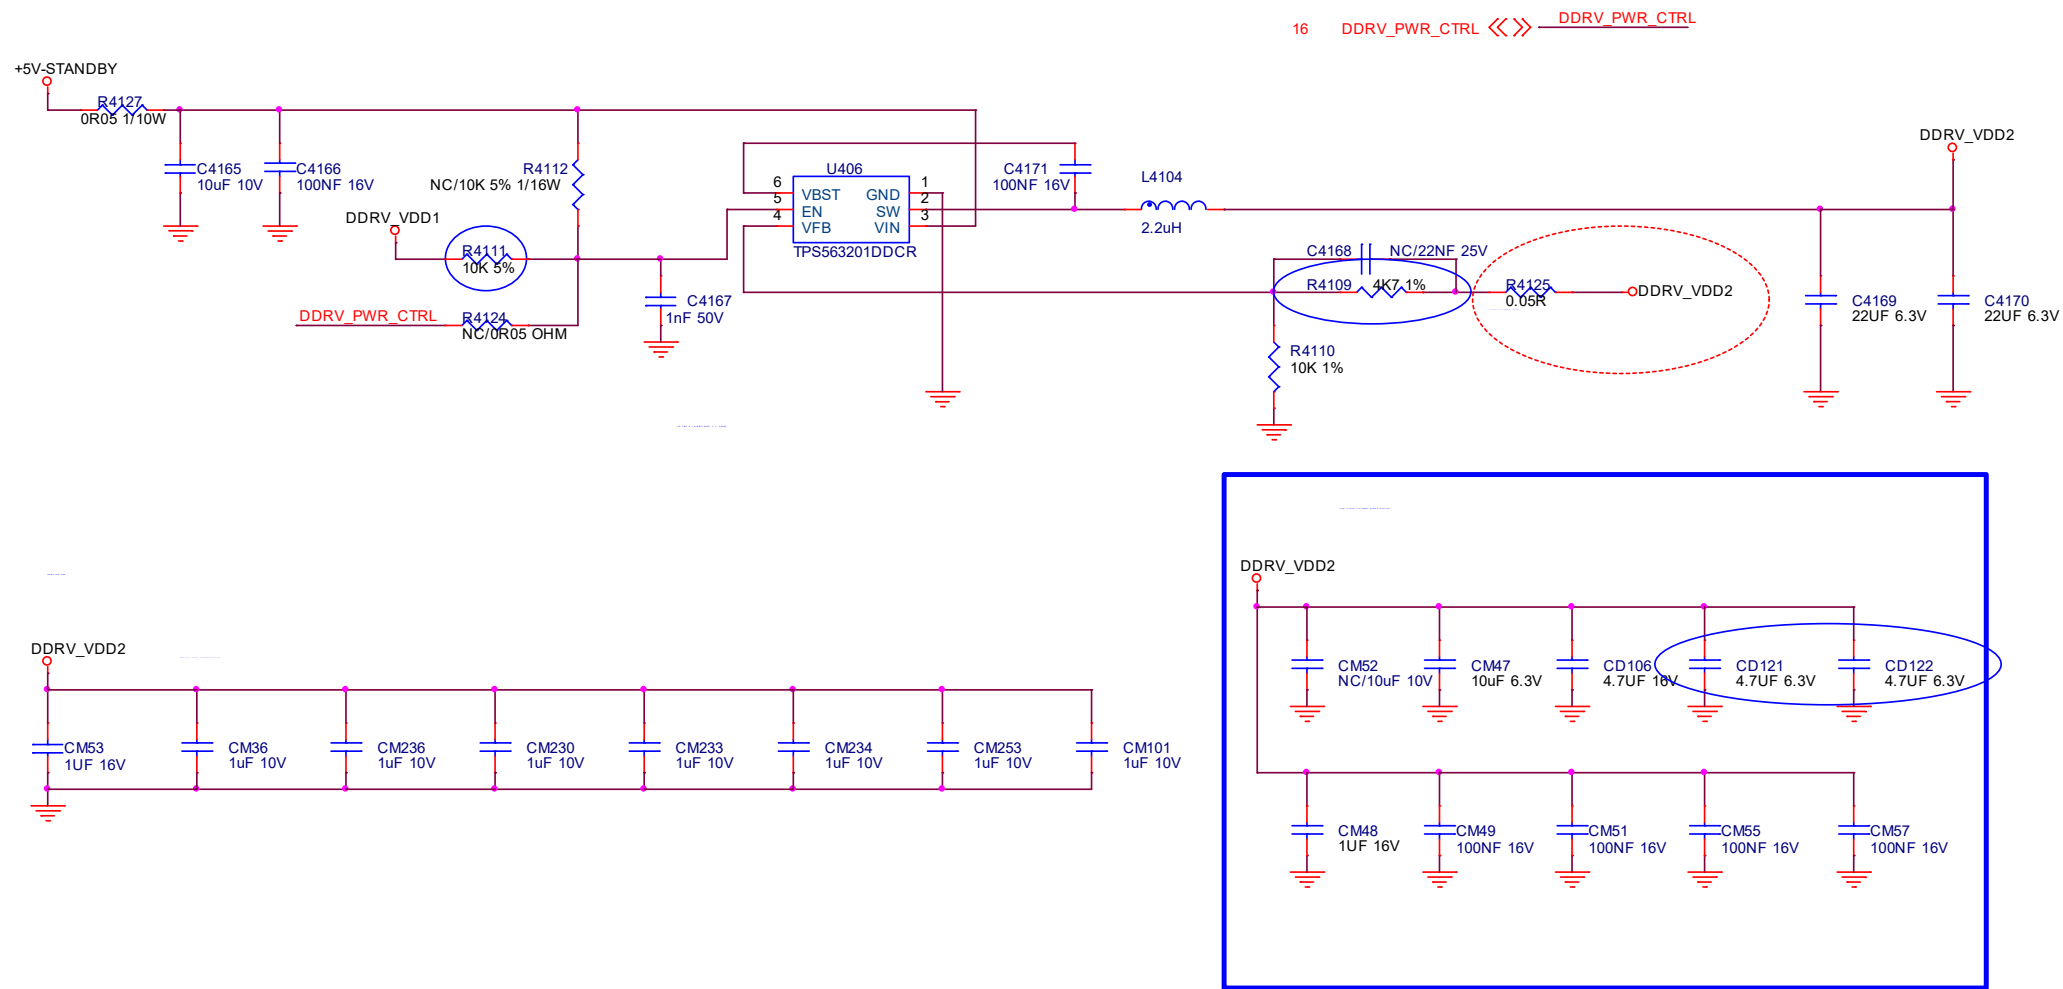 16 DDRV_PWR_CTRL DDRV_PWR_CTRL
+5V-STANDBY
R4127
0R05 1/10W
C4165
10uF 10V
C4166
100NF 16V
R4112
NC/10K 5% 1/16W
DDRV_VDD1
R4111
10K 5%
DDRV_PWR_CTRL
R4124
NC/0R05 OHM
C4167
1nF 50V
U406
6 VBST GND 1
5 EN SW 2
4 VFB VIN 3
TPS563201DDCR
C4171
100NF 16V
L4104
2.2uH
C4168 NC/22NF 25V
R4109 4K7 1%
R4125
0.05R
DDRV_VDD2
R4110
10K 1%
DDRV_VDD2
C4169
22UF 6.3V
C4170
22UF 6.3V
DDRV_VDD2
CM53
1UF 16V
CM36
1uF 10V
CM236
1uF 10V
CM230
1uF 10V
CM233
1uF 10V
CM234
1uF 10V
CM253
1uF 10V
CM101
1uF 10V
DDRV_VDD2
CM52
NC/10uF 10V
CM47
10uF 6.3V
CD106
4.7UF 16V
CD121
4.7UF 6.3V
CD122
4.7UF 6.3V
CM48
1UF 16V
CM49
100NF 16V
CM51
100NF 16V
CM55
100NF 16V
CM57
100NF 16V